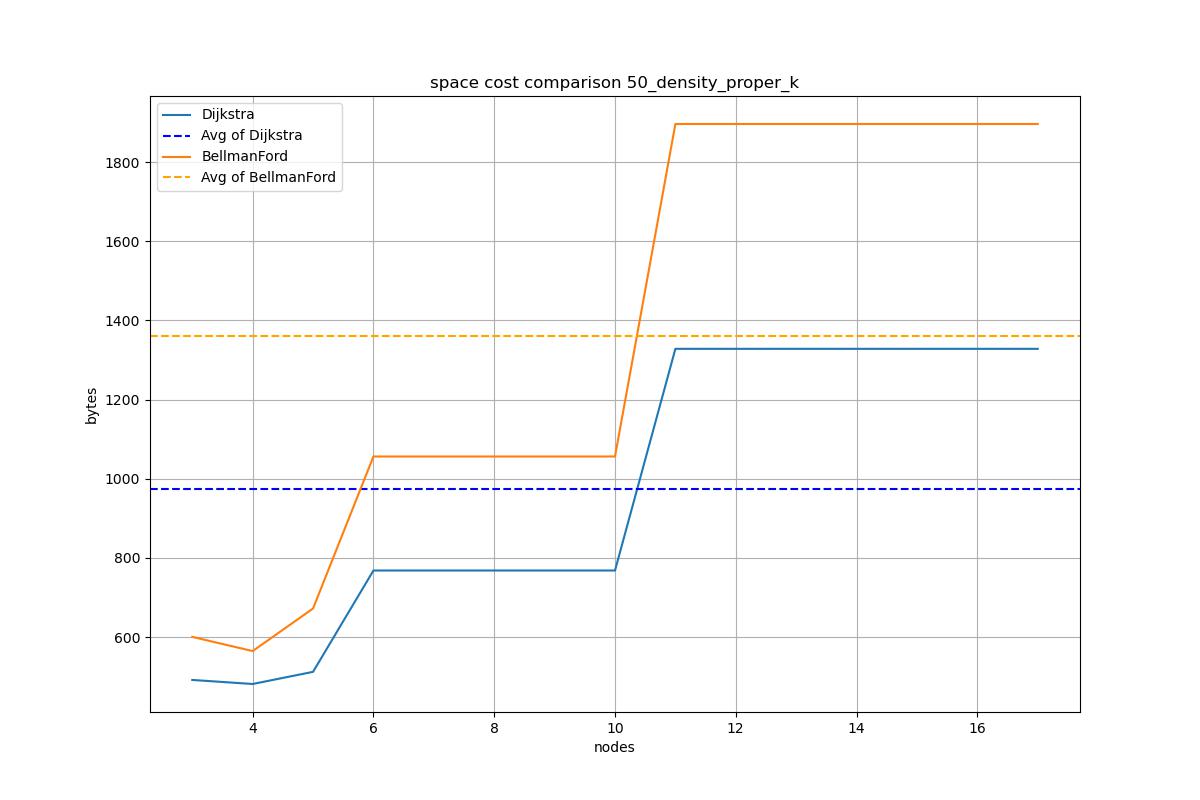 space cost comparison 50_density_proper_k
Dijkstra
Avg of Dijkstra
BellmanFord
Avg of BellmanFord
1800
1600
1400
1200
1000
800
600
bytes
4 6 8 10 12 14 16
nodes